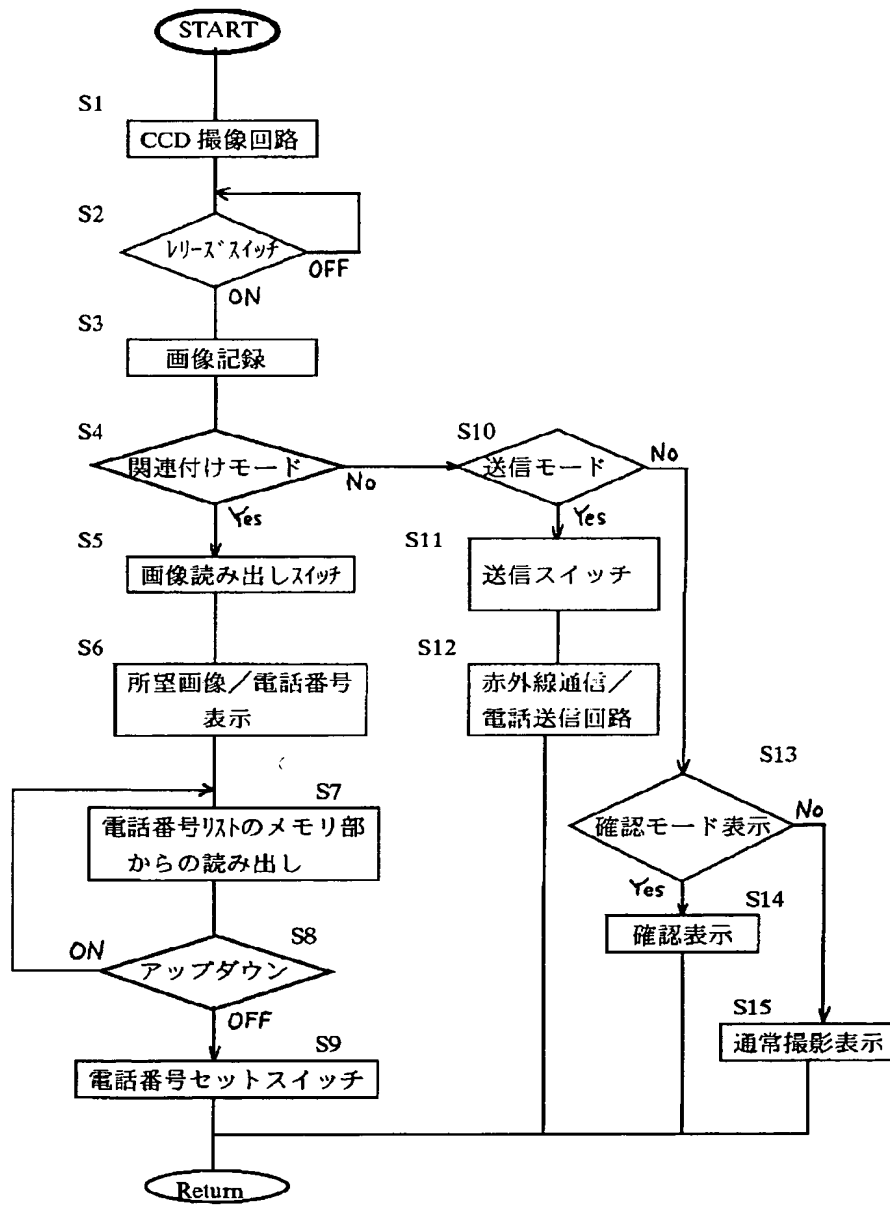 START
S1
CCD 撮像回路
S2
ﾚﾘｰｽﾞｽｲｯﾁ
OFF
ON
S3
画像記録
S4
関連付けモード
No
Yes
S5
画像読み出しｽｲｯﾁ
S6
所望画像／電話番号
表示
S7
電話番号ﾘｽﾄのメモリ部
からの読み出し
S8
アップダウン
ON
OFF
S9
電話番号セットスイッチ
Return
S10
送信モード
No
Yes
S11
送信スイッチ
S12
赤外線通信／
電話送信回路
S13
確認モード表示
No
Yes
S14
確認表示
S15
通常撮影表示